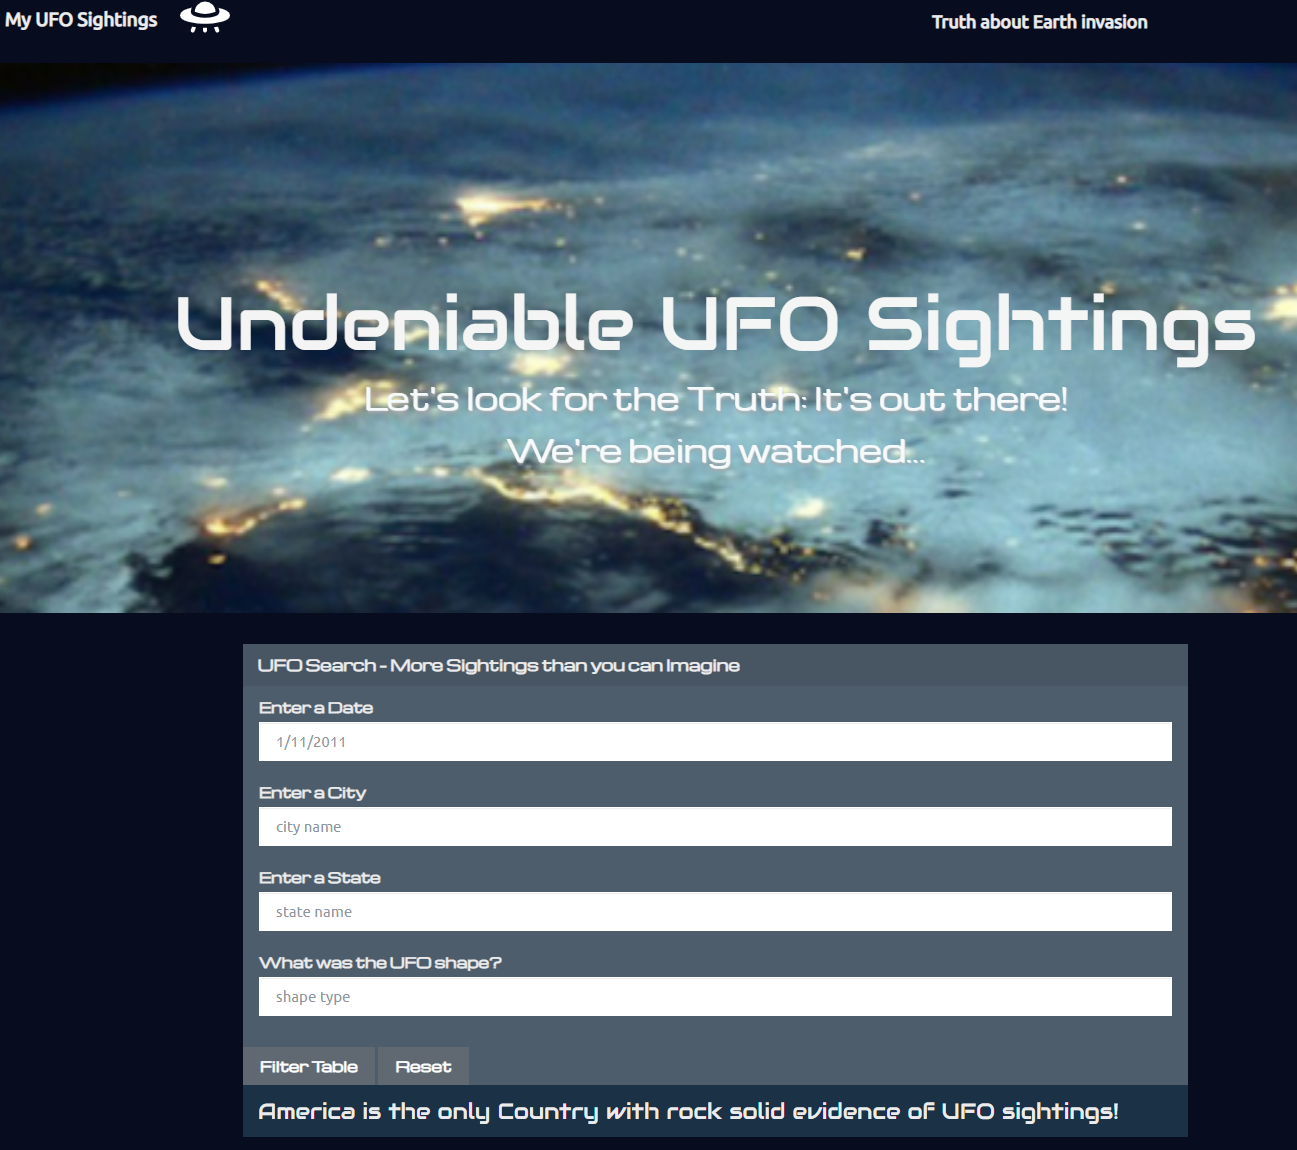 My UFO Sightings
Truth about Earth invasion
Undeniable UFO Sightings
Let's look for the Truth: It's out there!
We're being watched...
UFO Search - More Sightings than you can Imagine
Enter a Date
1/11/2011
Enter a City
city name
Enter a State
state name
What was the UFO shape?
shape type
Filter Table
Reset
America is the only Country with rock solid evidence of UFO sightings!